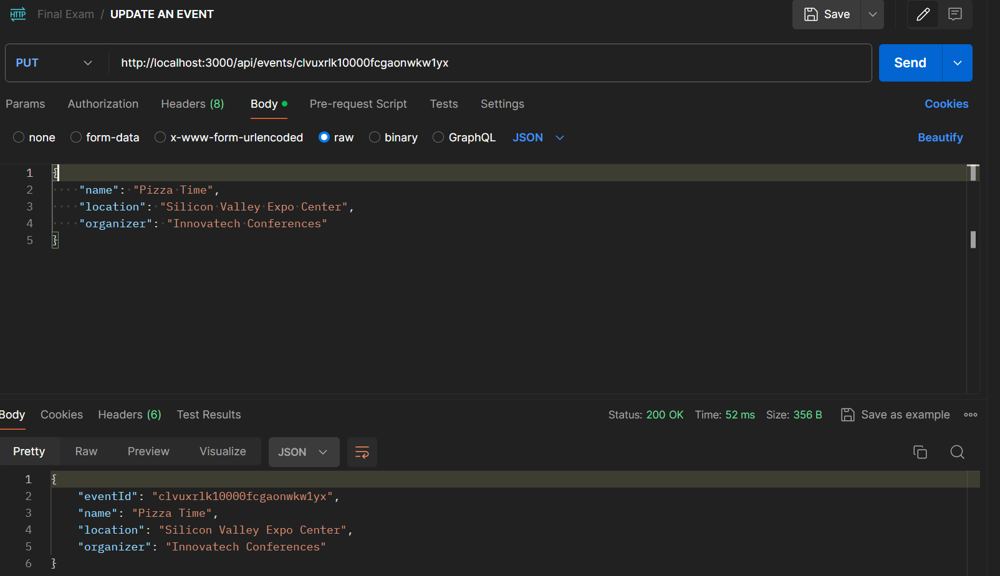 HTTP Final Exam / UPDATE AN EVENT Save
PUT http://localhost:3000/api/events/clvuxrlk10000fcgaonwkw1yx Send
Params Authorization Headers (8) Body Pre-request Script Tests Settings Cookies
none form-data x-www-form-urlencoded raw binary GraphQL JSON Beautify
1 {
2 "name": "Pizza Time",
3 "location": "Silicon Valley Expo Center",
4 "organizer": "Innovatech Conferences"
5 }
Body Cookies Headers (6) Test Results Status: 200 OK Time: 52 ms Size: 356 B Save as example
Pretty Raw Preview Visualize JSON
1 {
2 "eventId": "clvuxrlk10000fcgaonwkw1yx",
3 "name": "Pizza Time",
4 "location": "Silicon Valley Expo Center",
5 "organizer": "Innovatech Conferences"
6 }